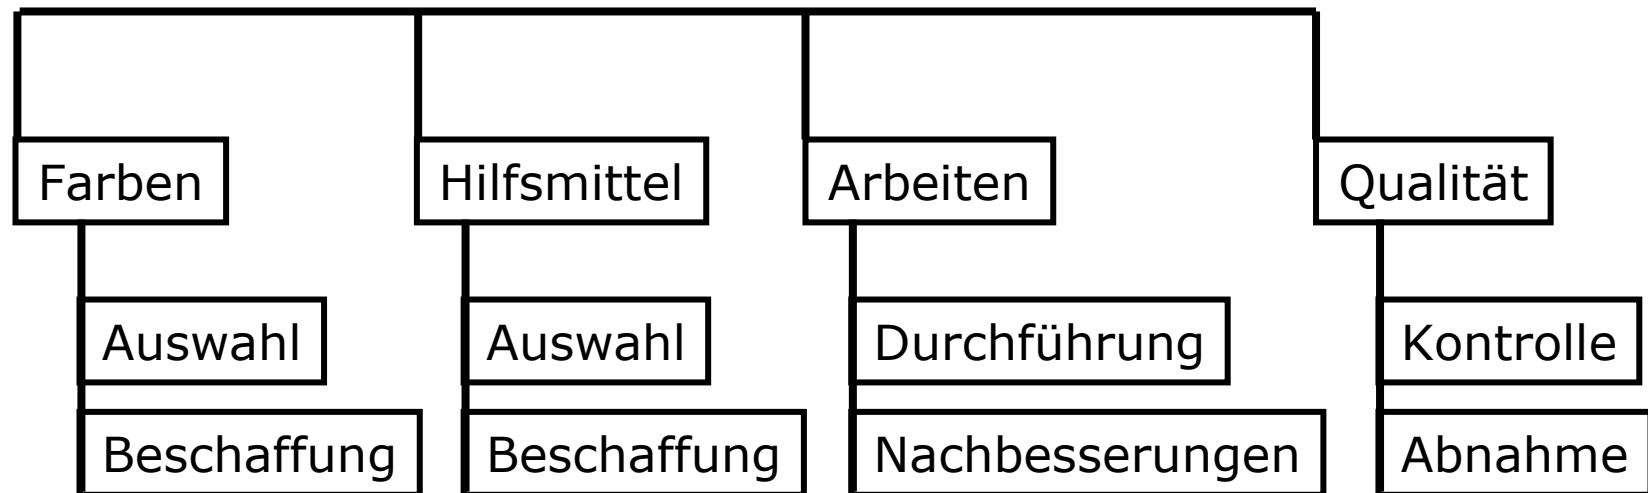 Farben
Hilfsmittel
Arbeiten
Qualität
Auswahl
Auswahl
Durchführung
Kontrolle
Beschaffung
Beschaffung
Nachbesserungen
Abnahme